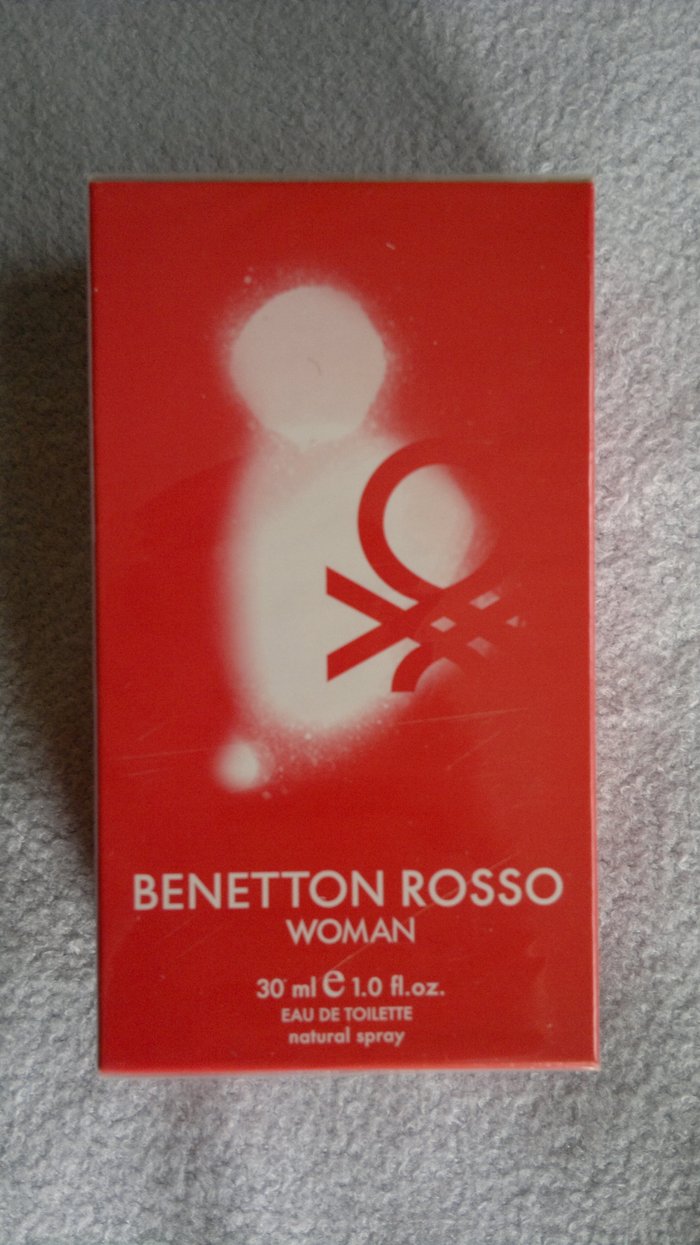 BENETTON ROSSO
WOMAN
30 ml e 1.0 fl.oz.
EAU DE TOILETTE
natural spray